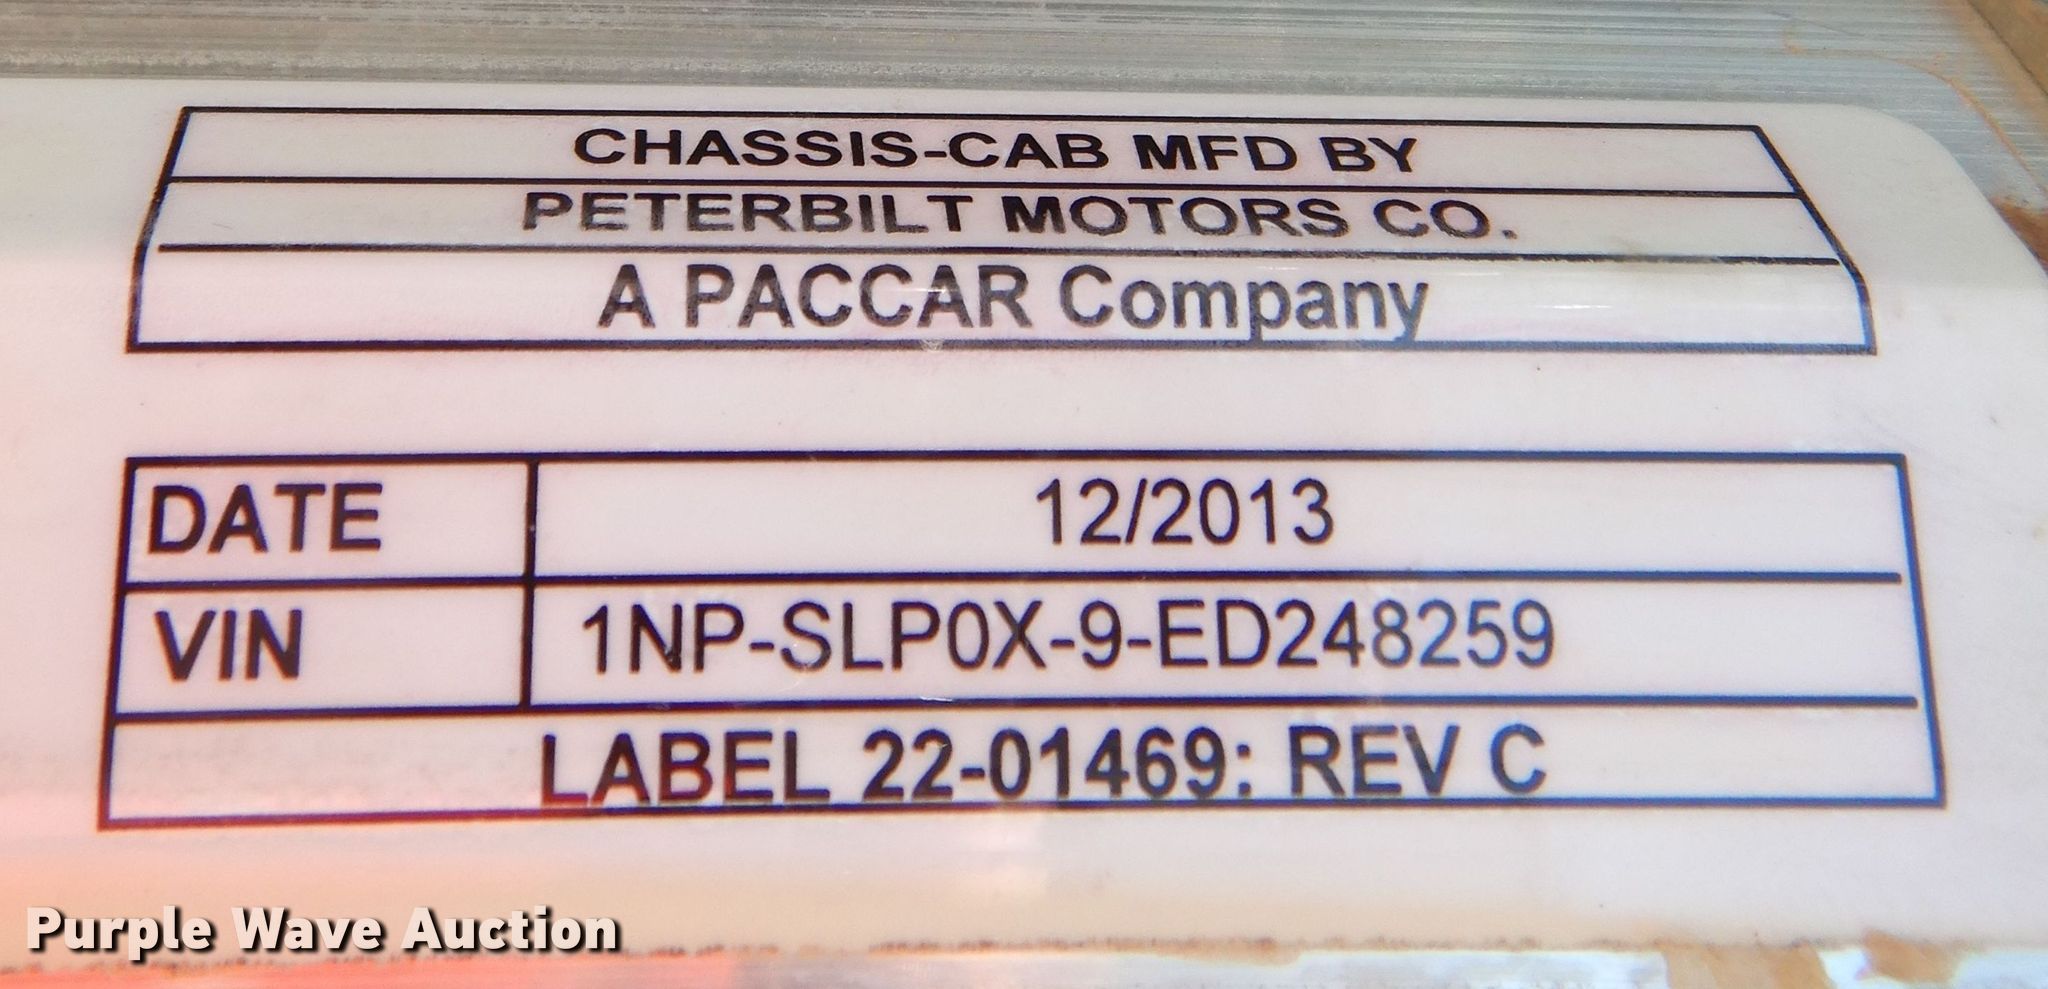 CHASSIS-CAB MFD BY
PETERBILT MOTORS CO.
A PACCAR Company
DATE 12/2013
VIN 1NP-SLP0X-9-ED248259
LABEL 22-01469: REV C
Purple Wave Auction